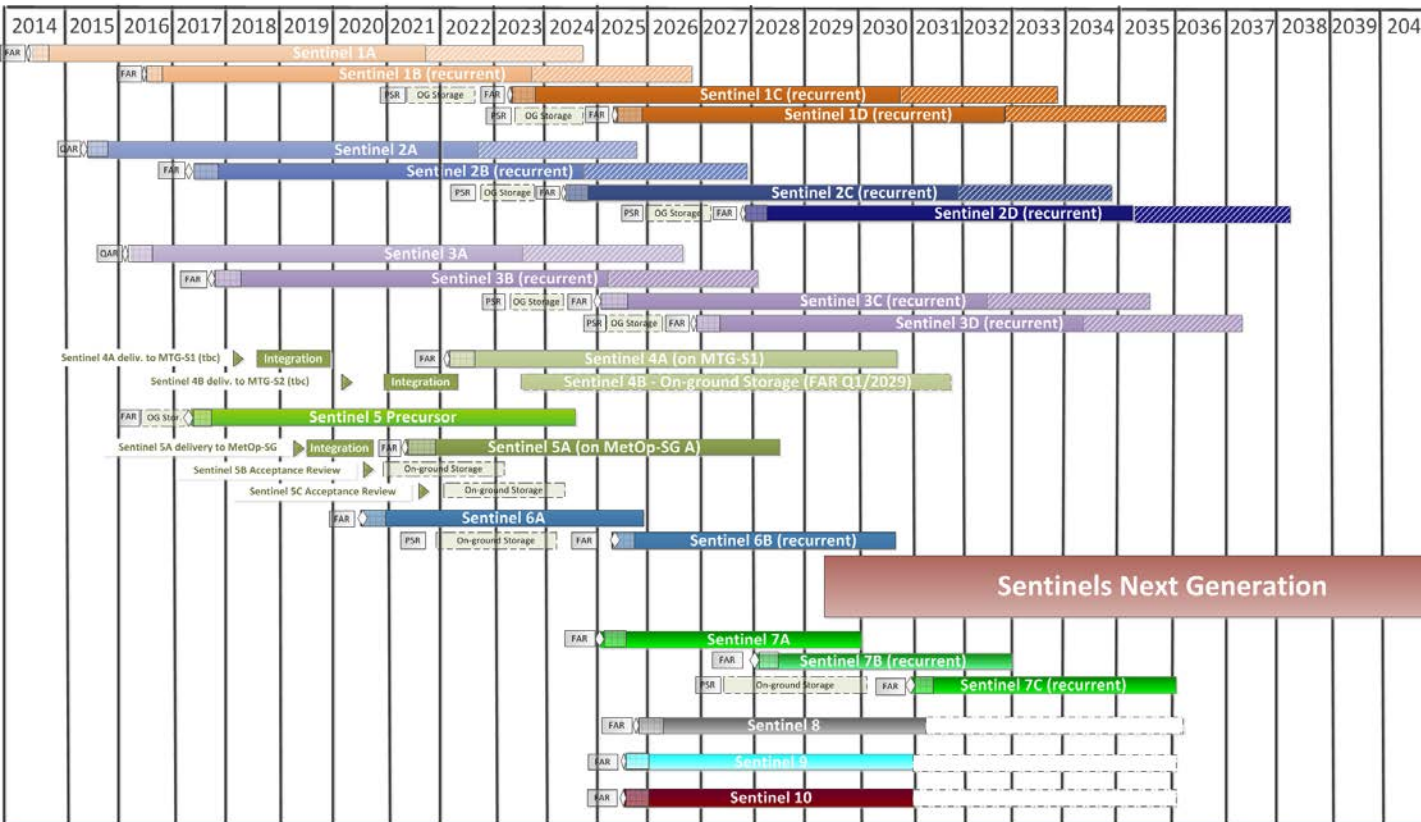 2014 2015 2016 2017 2018 2019 2020 2021 2022 2023 2024 2025 2026 2027 2028 2029 2030 2031 2032 2033 2034 2035 2036 2037 2038 2039 204
FAR Sentinel 1A
FAR Sentinel 1B (recurrent)
PSR OG Storage FAR Sentinel 1C (recurrent)
PSR OG Storage FAR Sentinel 1D (recurrent)
QAR Sentinel 2A
FAR Sentinel 2B (recurrent)
PSR OG Storage FAR Sentinel 2C (recurrent)
PSR OG Storage FAR Sentinel 2D (recurrent)
QAR Sentinel 3A
FAR Sentinel 3B (recurrent)
PSR OG Storage FAR Sentinel 3C (recurrent)
PSR OG Storage FAR Sentinel 3D (recurrent)
Sentinel 4A deliv. to MTG-S1 (tbc) Integration FAR Sentinel 4A (on MTG-S1)
Sentinel 4B deliv. to MTG-S2 (tbc) Integration Sentinel 4B - On-ground Storage (FAR Q1/2029)
FAR OG Stor. Sentinel 5 Precursor
Sentinel 5A delivery to MetOp-SG Integration FAR Sentinel 5A (on MetOp-SG A)
Sentinel 5B Acceptance Review On-ground Storage
Sentinel 5C Acceptance Review On-ground Storage
FAR Sentinel 6A
PSR On-ground Storage FAR Sentinel 6B (recurrent)
Sentinels Next Generation
FAR Sentinel 7A
FAR Sentinel 7B (recurrent)
PSR On-ground Storage FAR Sentinel 7C (recurrent)
FAR Sentinel 8
FAR Sentinel 9
FAR Sentinel 10